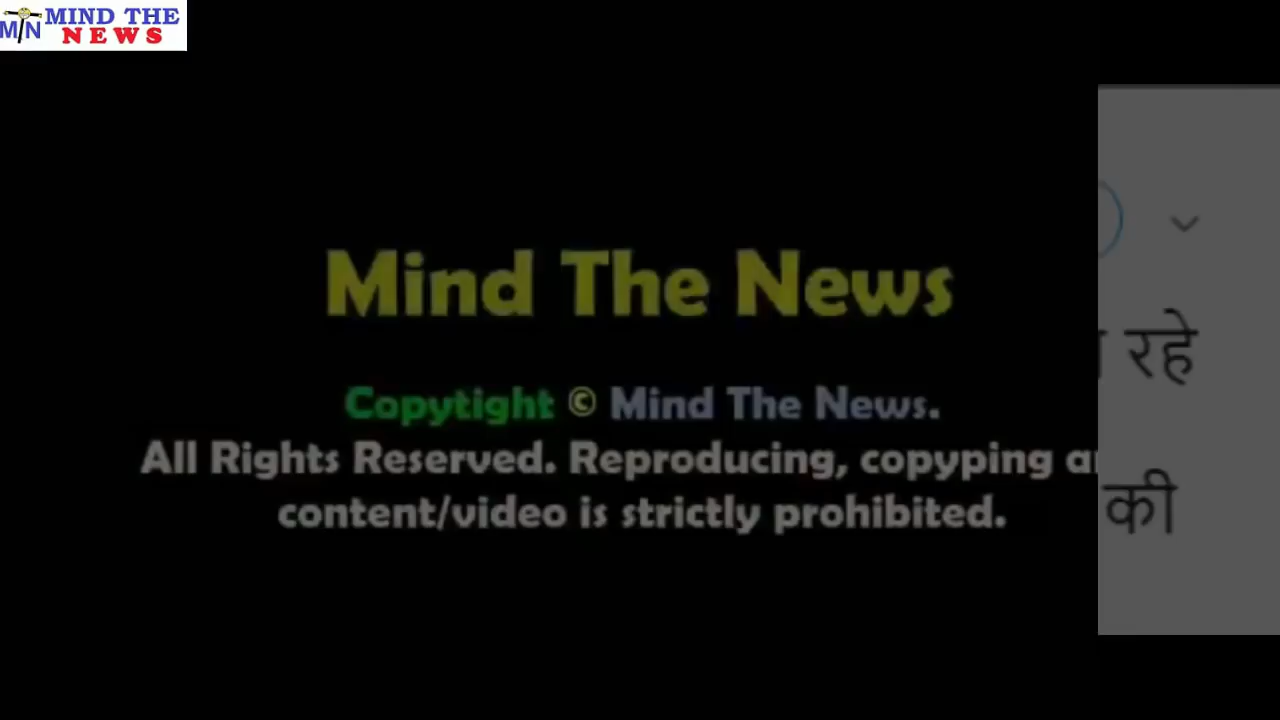 MIND THE
NEWS
MTN
Mind The News
Copytight © Mind The News.
All Rights Reserved. Reproducing, copyping
content/video is strictly prohibited.
रहे
की